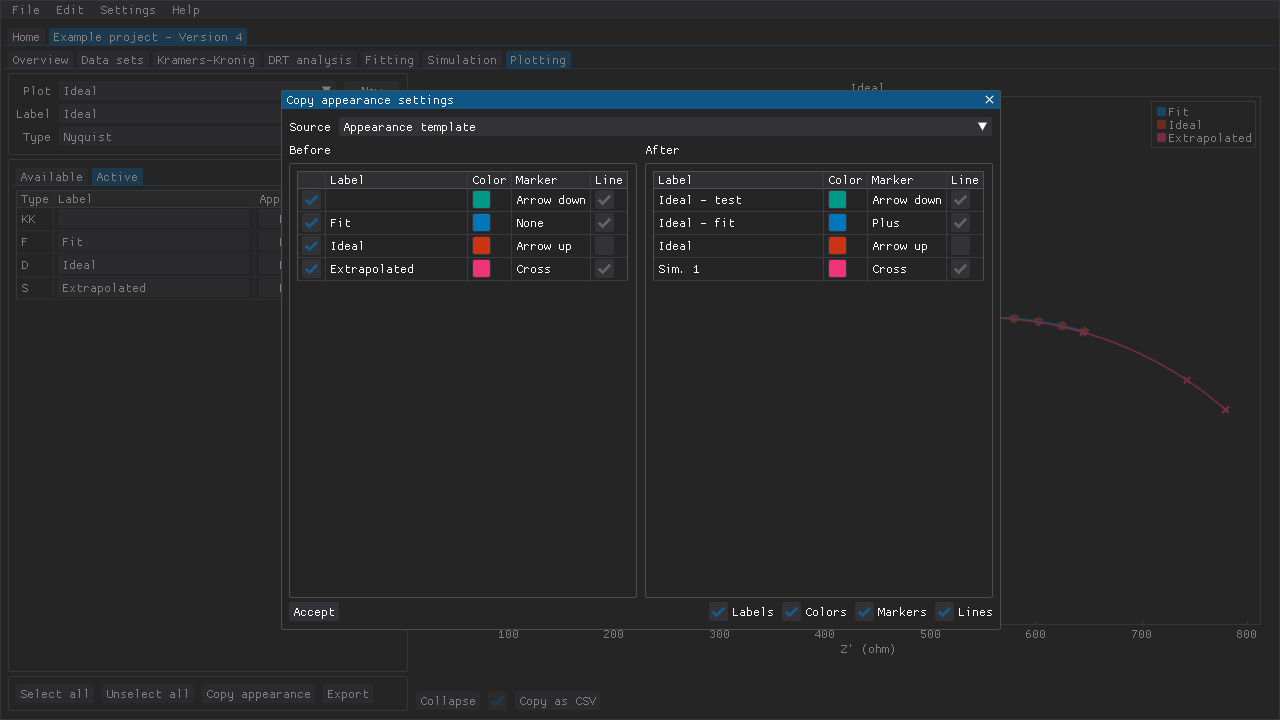 File Edit Settings Help
Home Example project - Version 4
Overview Data sets Kramers-Kronig DRT analysis Fitting Simulation Plotting
Plot Ideal
Label Ideal
Type Nyquist
Available Active
Type Label
KK
F Fit
D Ideal
S Extrapolated
Select all Unselect all Copy appearance Export
Copy appearance settings
Source Appearance template
Before After
Label Color Marker Line Label Color Marker Line
Arrow down Ideal - test Arrow down
Fit None Ideal - fit Plus
Ideal Arrow up Ideal Arrow up
Extrapolated Cross Sim. 1 Cross
Accept Labels Colors Markers Lines
Ideal
Fit
Ideal
Extrapolated
100 200 300 400 500 600 700 800
Z' (ohm)
Collapse Copy as CSV